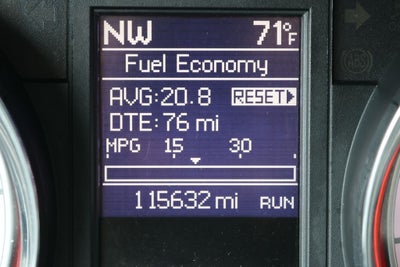 NW 71°F
Fuel Economy
AVG:20.8 RESET
DTE:76 mi
MPG 15 30
115632 mi RUN